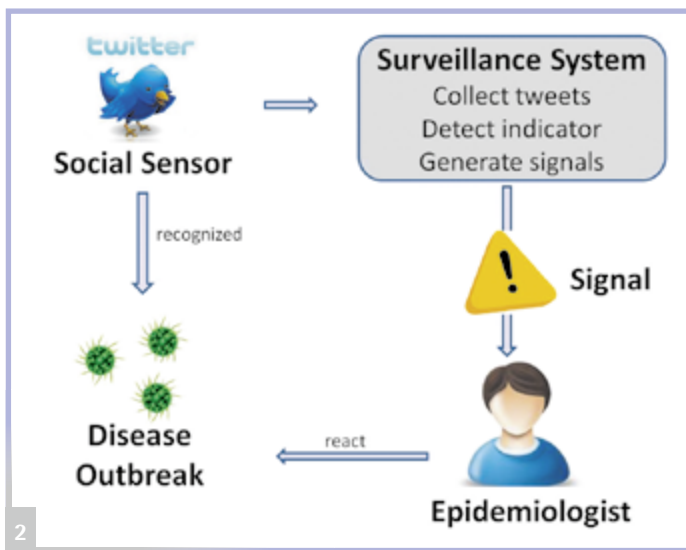 twitter
Social Sensor
Surveillance System
Collect tweets
Detect indicator
Generate signals
recognized
Signal
Disease
Outbreak
react
Epidemiologist
2